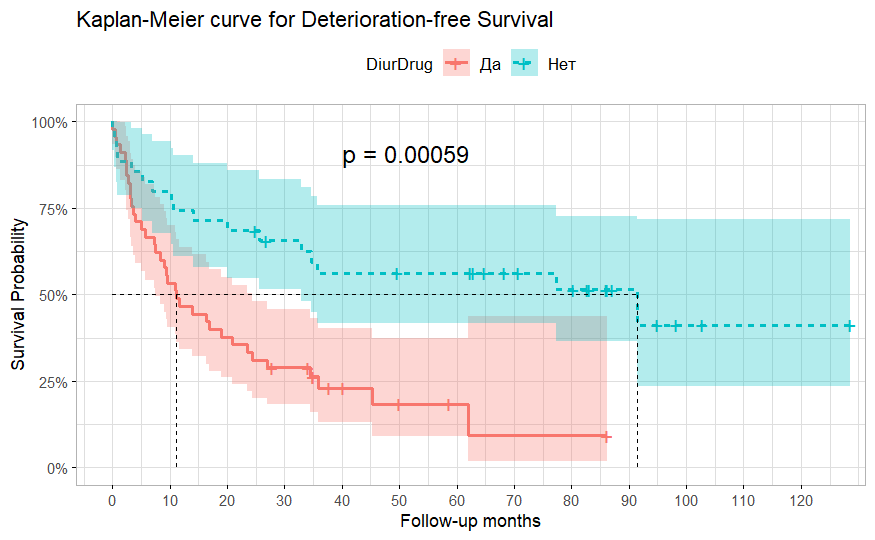 Kaplan-Meier curve for Deterioration-free Survival
DiurDrug Да Нет
p = 0.00059
Survival Probability
100%
75%
50%
25%
0%
0 10 20 30 40 50 60 70 80 90 100 110 120
Follow-up months